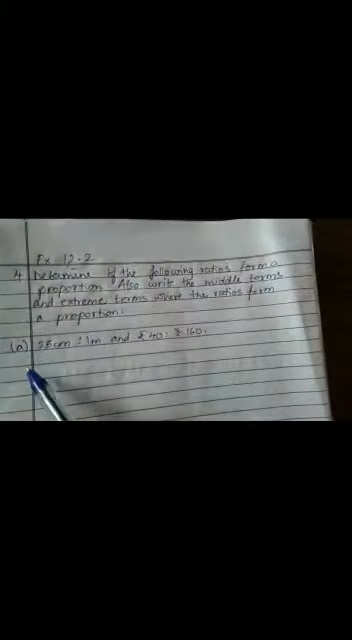 Ex 12.2
4 Determine if the following ratios form a
proportion. Also write the middle terms
and extreme terms where the ratios form
a proportion.
(a) 25cm : 1m and ₹40 : ₹160.